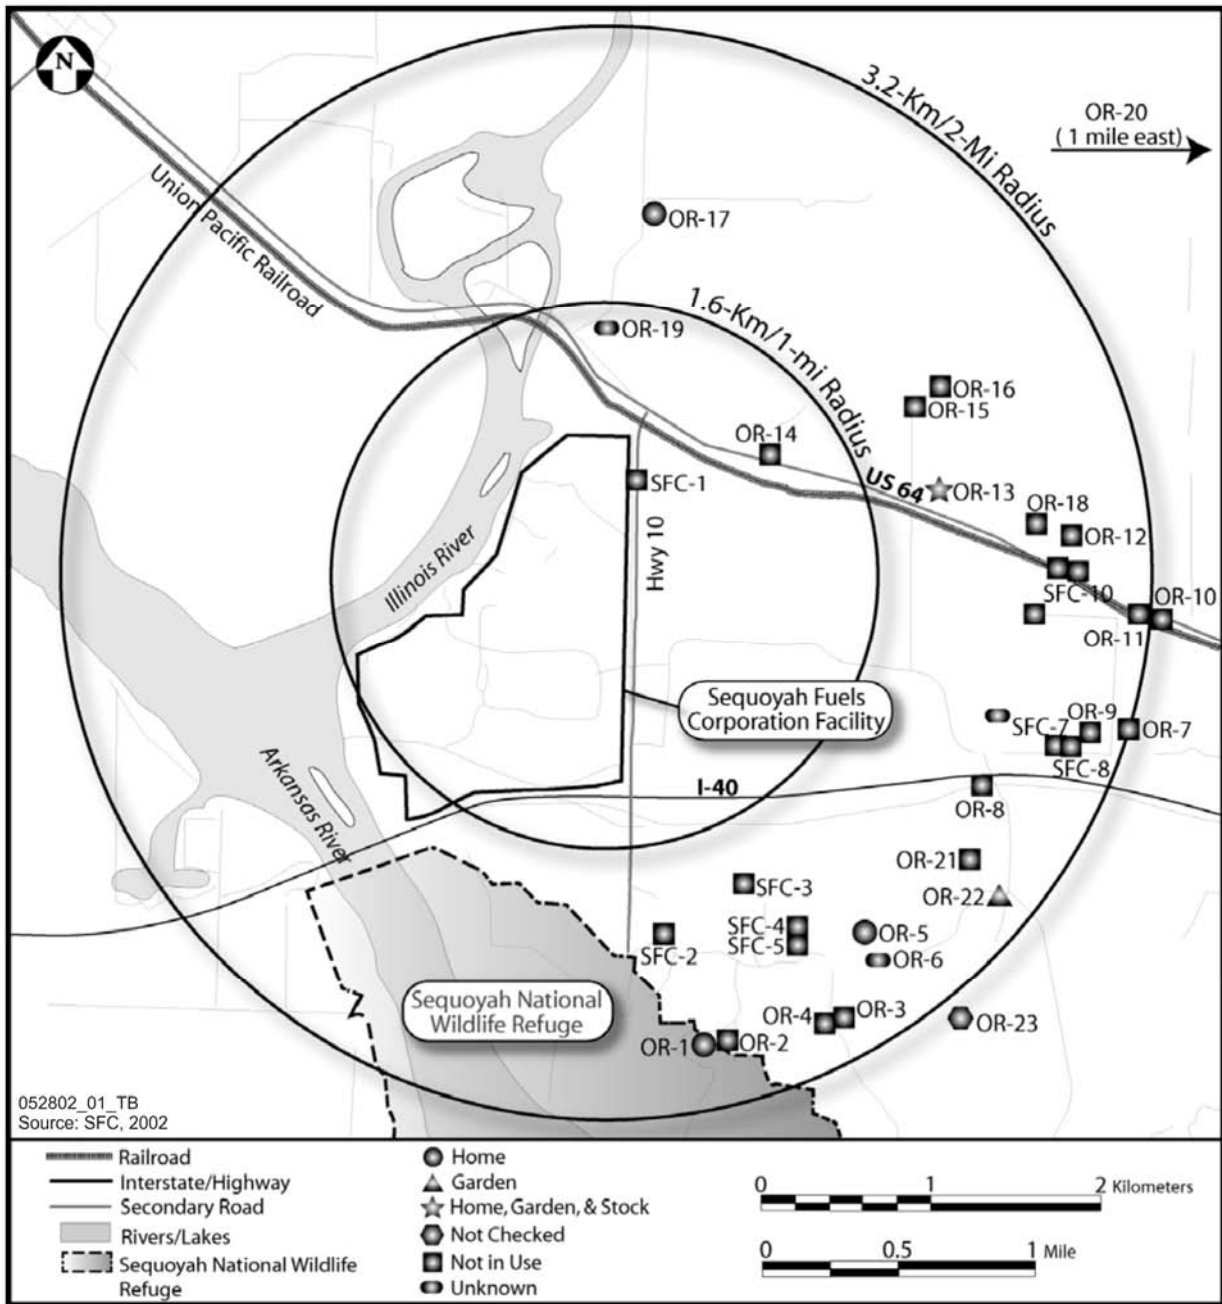 N
3.2-Km/2-Mi Radius
OR-20
( 1 mile east)
Union Pacific Railroad
OR-17
1.6-Km/1-mi Radius
OR-19
OR-16
OR-15
OR-14
US 64
OR-13
SFC-1
OR-18
OR-12
Illinois River
Hwy 10
SFC-10
OR-10
OR-11
Sequoyah Fuels
Corporation Facility
SFC-7
OR-9
OR-7
SFC-8
Arkansas River
I-40
OR-8
OR-21
SFC-3
OR-22
SFC-4
SFC-5
OR-5
SFC-2
OR-6
Sequoyah National
Wildlife Refuge
OR-4
OR-3
OR-23
OR-1
OR-2
052802_01_TB
Source: SFC, 2002
Railroad
Interstate/Highway
Secondary Road
Rivers/Lakes
Sequoyah National Wildlife
Refuge
Home
Garden
Home, Garden, & Stock
Not Checked
Not in Use
Unknown
0 1 2 Kilometers
0 0.5 1 Mile